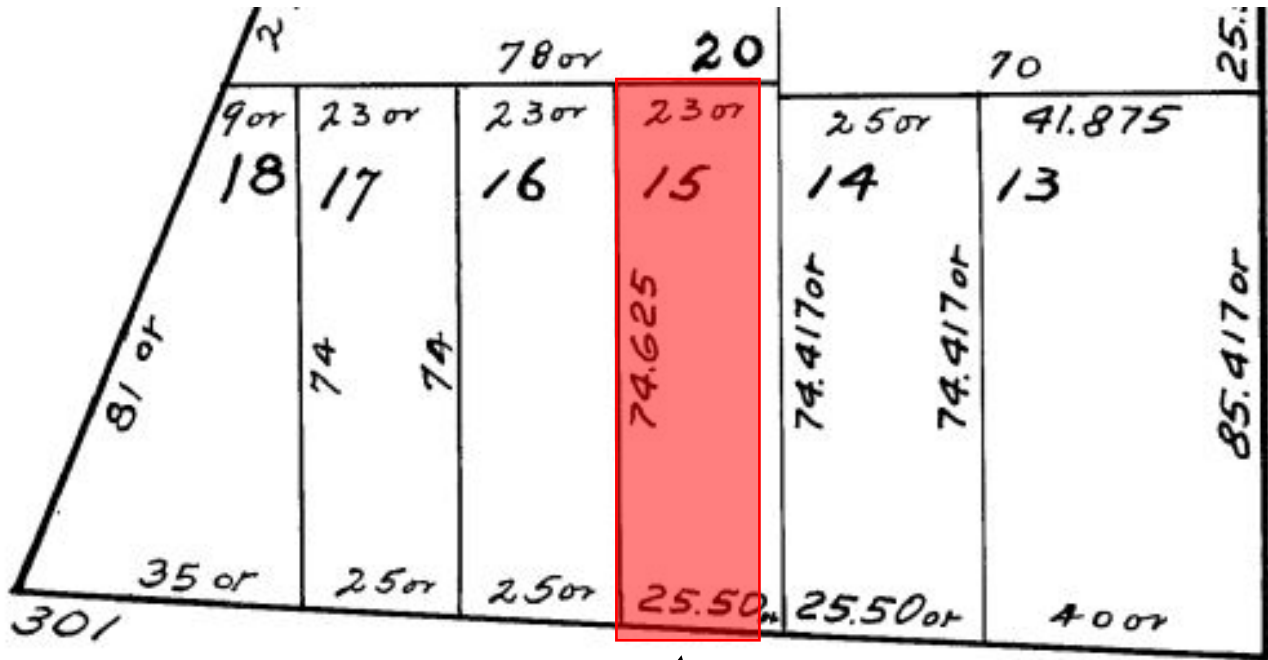 78 or 20 70 25.
9 or 23 or 23 or 23 or 25 or 41.875
18 17 16 15 14 13
81 or 74 74 74.625 74.417 or 74.417 or 85.417 or
35 or 25 or 25 or 25.50 or 25.50 or 40 or
301